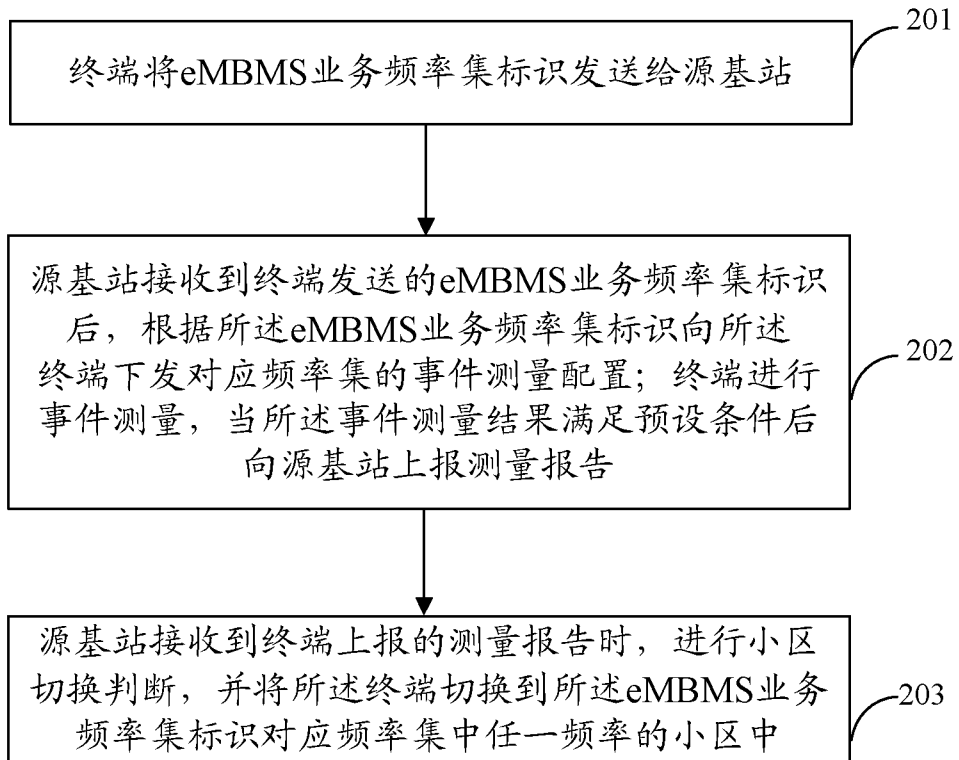 201
终端将eMBMS业务频率集标识发送给源基站
源基站接收到终端发送的eMBMS业务频率集标识
后，根据所述eMBMS业务频率集标识向所述
终端下发对应频率集的事件测量配置；终端进行
事件测量，当所述事件测量结果满足预设条件后
向源基站上报测量报告
202
源基站接收到终端上报的测量报告时，进行小区
切换判断，并将所述终端切换到所述eMBMS业务
频率集标识对应频率集中任一频率的小区中
203